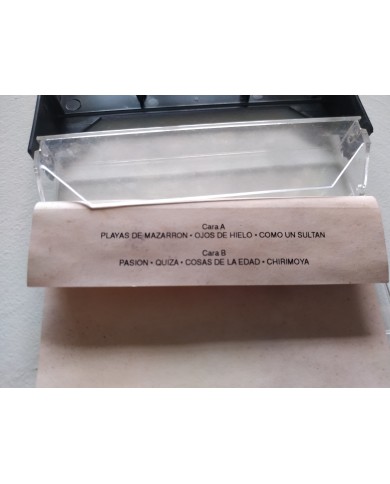 Cara A
PLAYAS DE MAZARRON • OJOS DE HIELO • COMO UN SULTAN
Cara B
PASION • QUIZA • COSAS DE LA EDAD • CHIRIMOYA